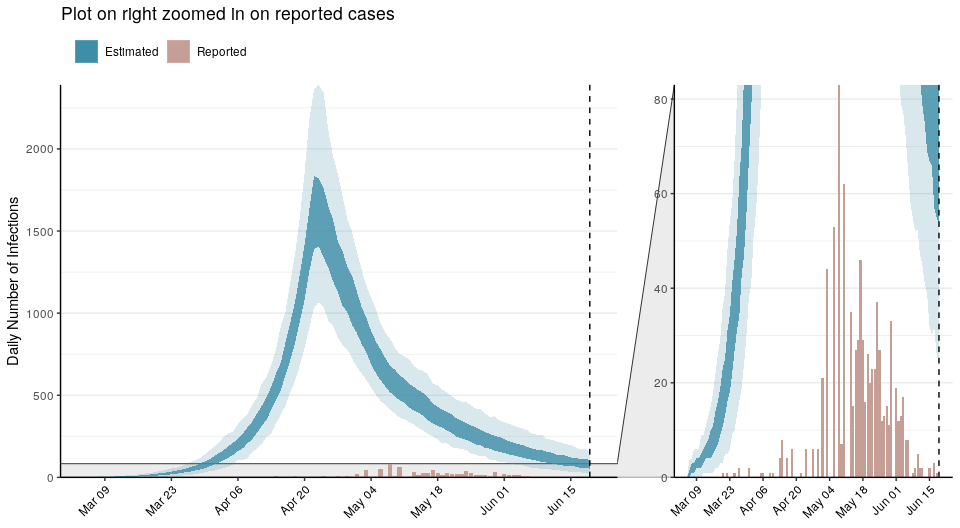 Plot on right zoomed in on reported cases
Estimated Reported
Daily Number of Infections
2000
1500
1000
500
0
Mar 09 Mar 23 Apr 06 Apr 20 May 04 May 18 Jun 01 Jun 15
80
60
40
20
0
Mar 09 Mar 23 Apr 06 Apr 20 May 04 May 18 Jun 01 Jun 15